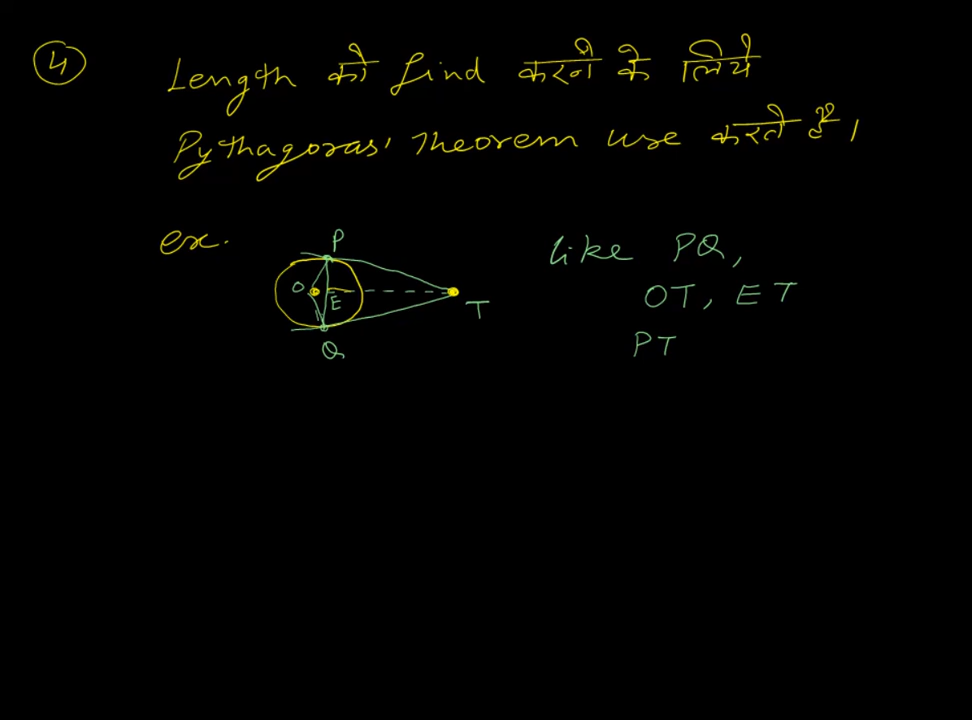 4 Length को find करने के लिये
Pythagoras' Theorem use करते हैं।
ex.
P
O
E
T
Q
like PQ,
OT, ET
PT